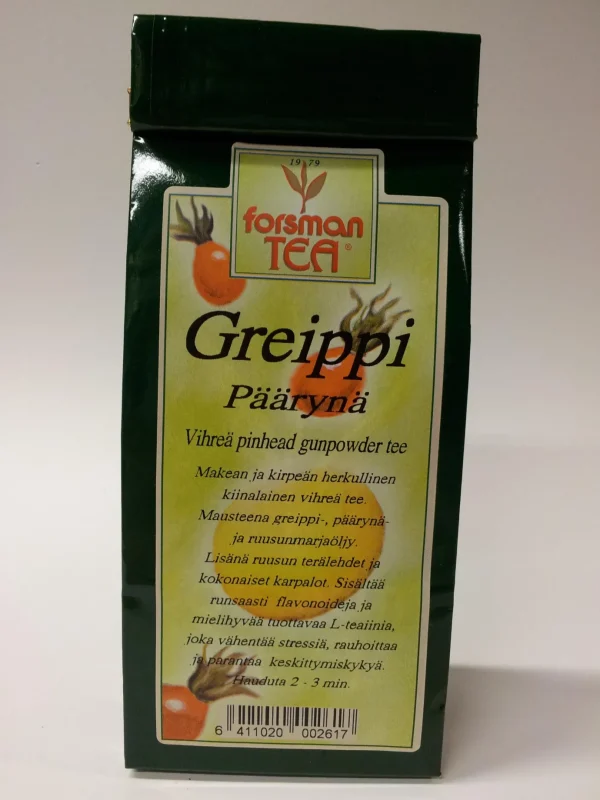 19 79
forsman
TEA®
Greippi
Päärynä
Vihreä pinhead gunpowder tee
Makean ja kirpeän herkullinen
kiinalainen vihreä tee.
Mausteena greippi-, päärynä-
ja ruusunmarjaöljy.
Lisänä ruusun terälehdet ja
kokonaiset karpalot. Sisältää
runsaasti flavonoideja ja
mielihyvää tuottavaa L-teaiinia,
joka vähentää stressiä, rauhoittaa
ja parantaa keskittymiskykyä.
Hauduta 2 - 3 min.
6 411020 002617